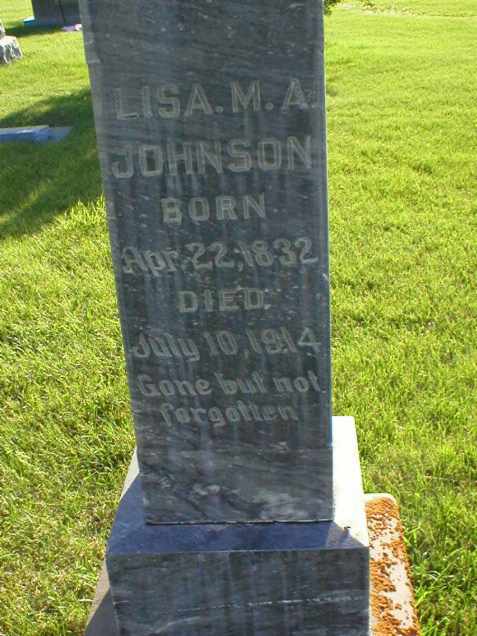 LISA. M. A.
JOHNSON
BORN
Apr. 22, 1832
DIED
July 10, 1914
Gone but not
forgotten